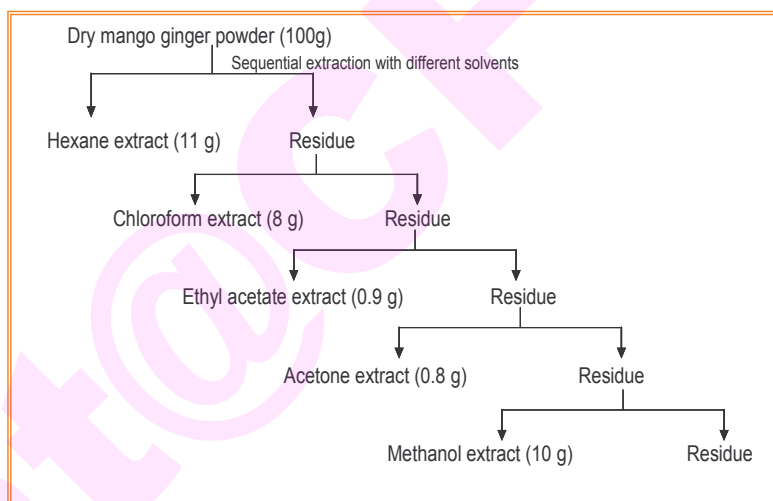 Dry mango ginger powder (100g)
Sequential extraction with different solvents
Hexane extract (11 g) Residue
Chloroform extract (8 g) Residue
Ethyl acetate extract (0.9 g) Residue
Acetone extract (0.8 g) Residue
Methanol extract (10 g) Residue